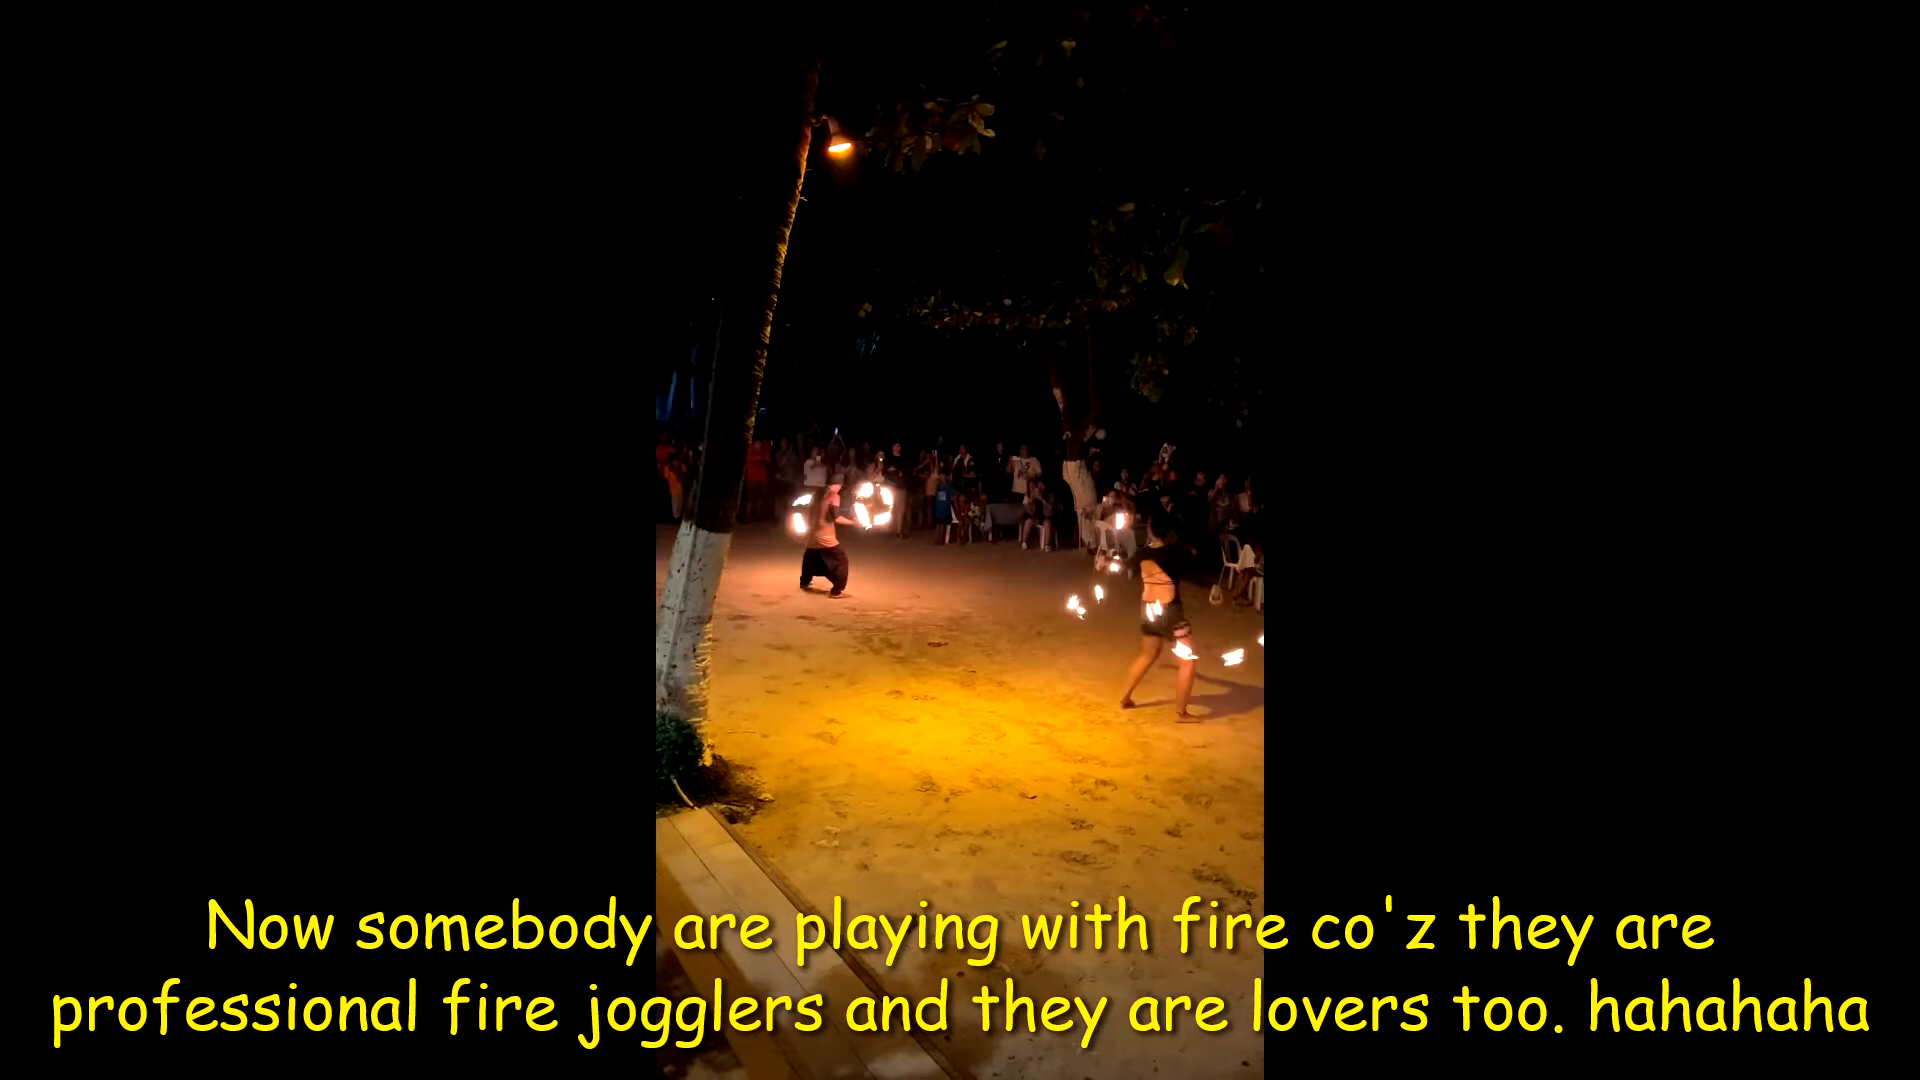 Now somebody are playing with fire co'z they are
professional fire jogglers and they are lovers too. hahahaha